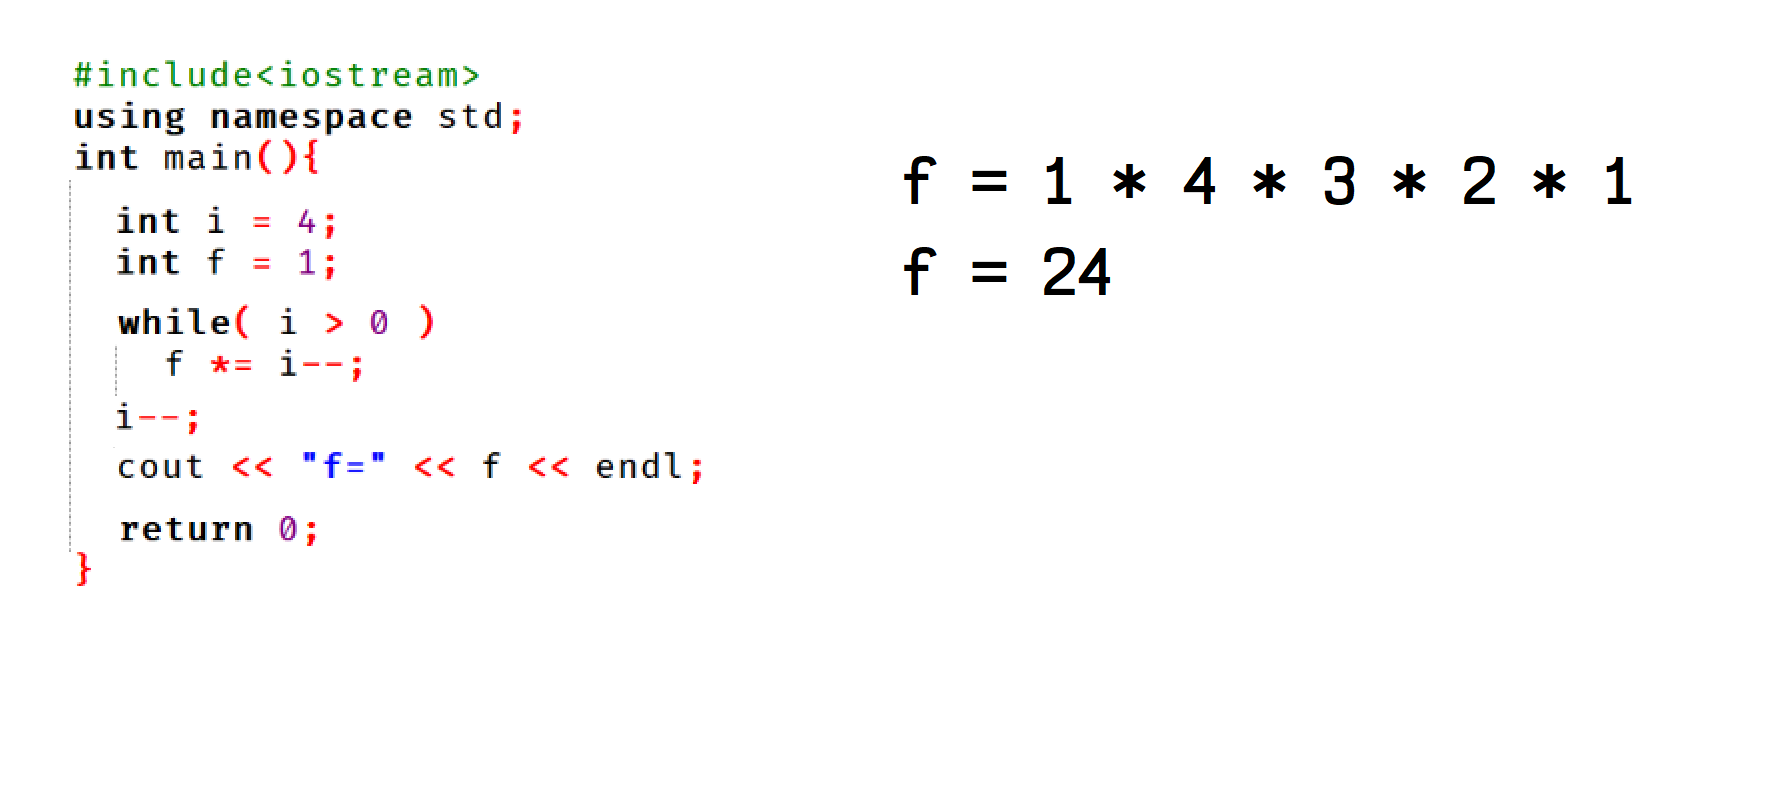 #include<iostream>
using namespace std;
int main(){
int i = 4;
int f = 1;
while( i > 0 )
f *= i--;
i--;
cout << "f=" << f << endl;
return 0;
}
f = 1 * 4 * 3 * 2 * 1
f = 24